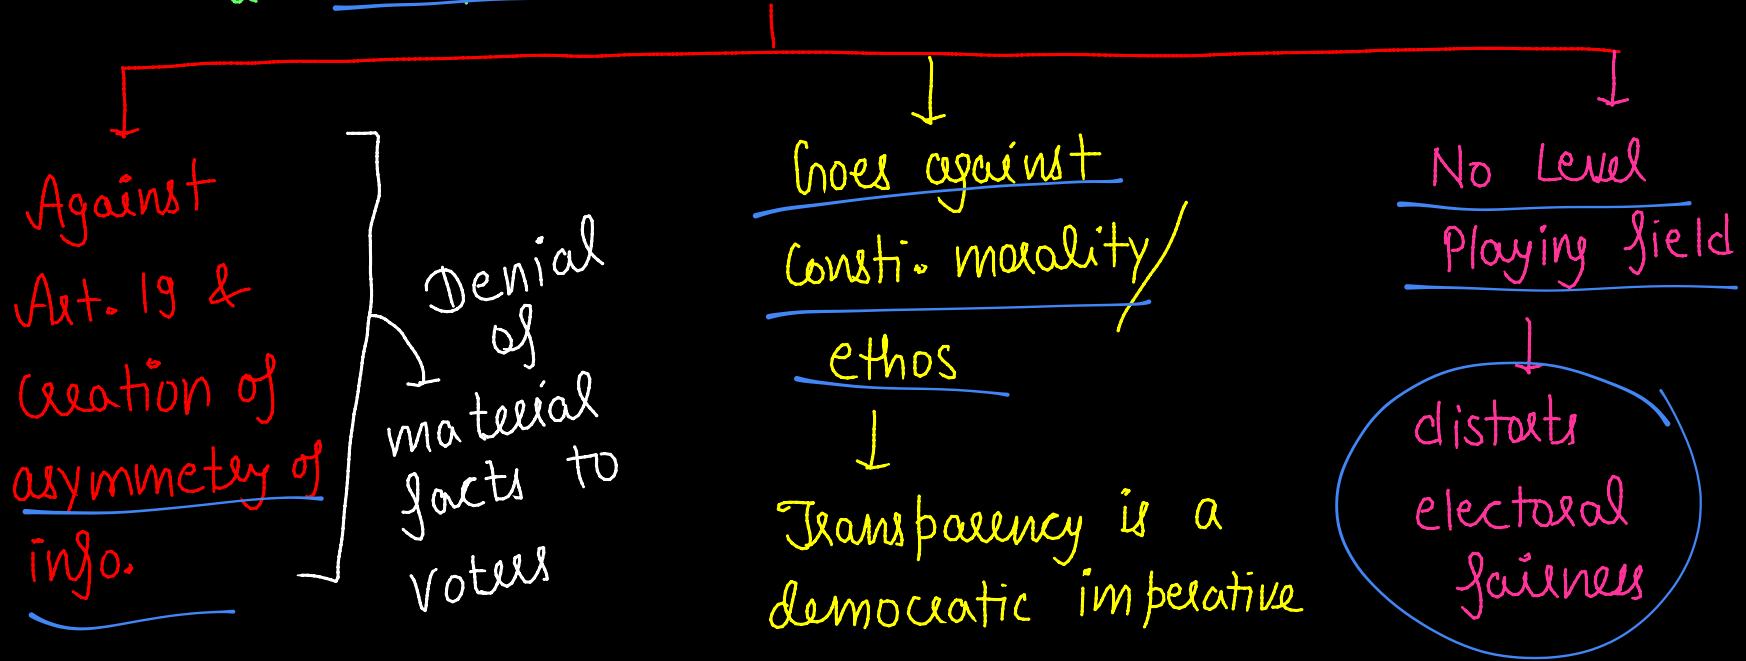 Against
Art. 19 &
Creation of
asymmetry of
info.
Denial
of
material
facts to
voters
Goes against
Consti. morality/
ethos
Transparency is a
democratic imperative
No Level
Playing field
distorts
electoral
fairness